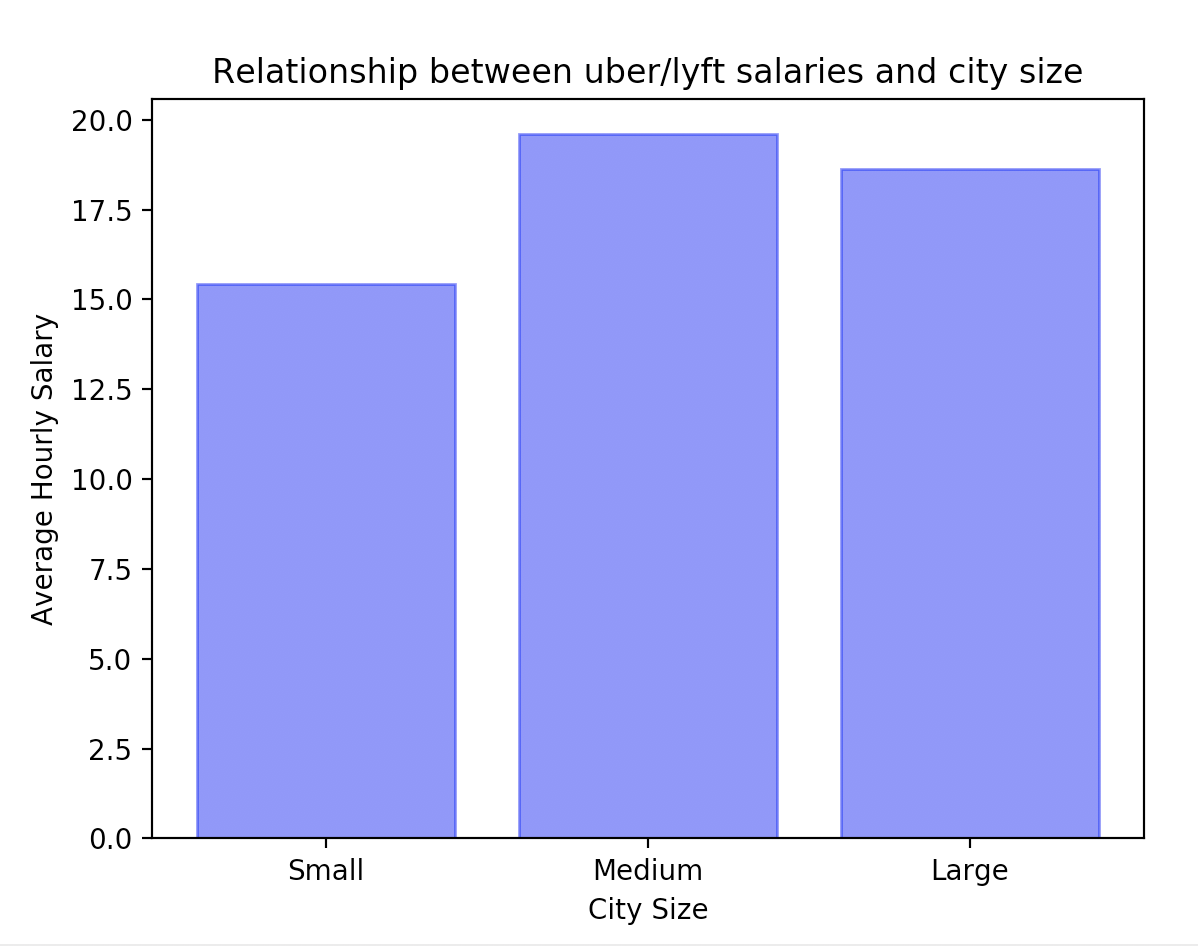 Relationship between uber/lyft salaries and city size
20.0
17.5
15.0
12.5
10.0
7.5
5.0
2.5
0.0
Average Hourly Salary
Small Medium Large
City Size